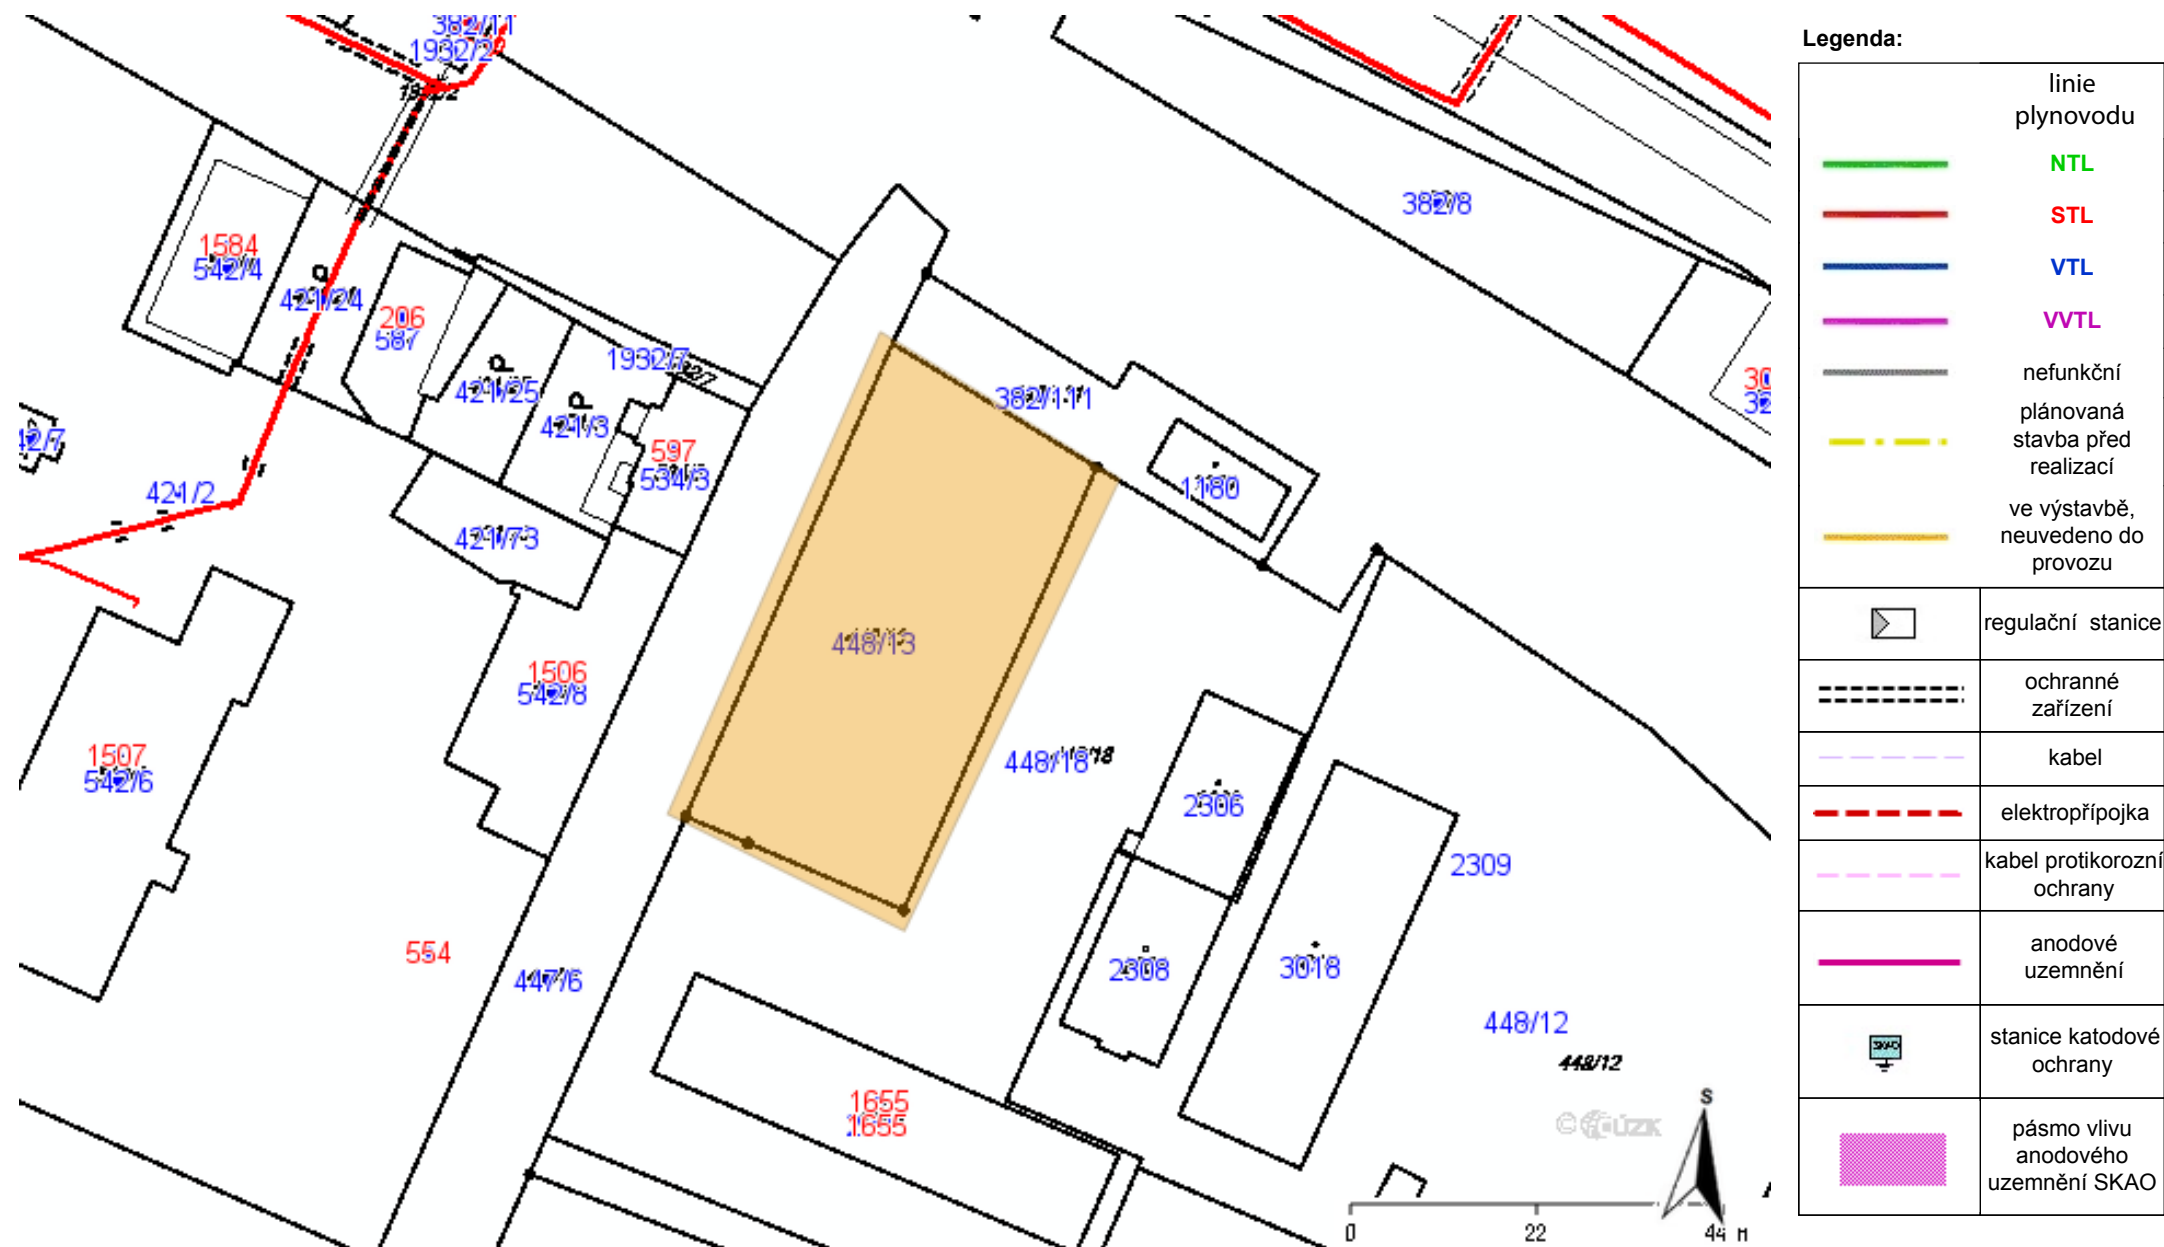 382/11
1932/2
382/8
1584
542/4
421/24
206
587
421/25
1932/7
421/3
597
534/3
382/111
1180
42/7
421/2
421/73
448/13
1506
542/8
1507
542/6
448/18
2306
2309
554
447/6
2308
3018
448/12
448/12
1655
1655
S
0
22
44 M
Legenda:
linie
plynovodu
NTL
STL
VTL
VVTL
nefunkční
plánovaná
stavba před
realizací
ve výstavbě,
neuvedeno do
provozu
regulační stanice
ochranné
zařízení
kabel
elektropřípojka
kabel protikorozní
ochrany
anodové
uzemnění
SKAO
stanice katodové
ochrany
pásmo vlivu
anodového
uzemnění SKAO